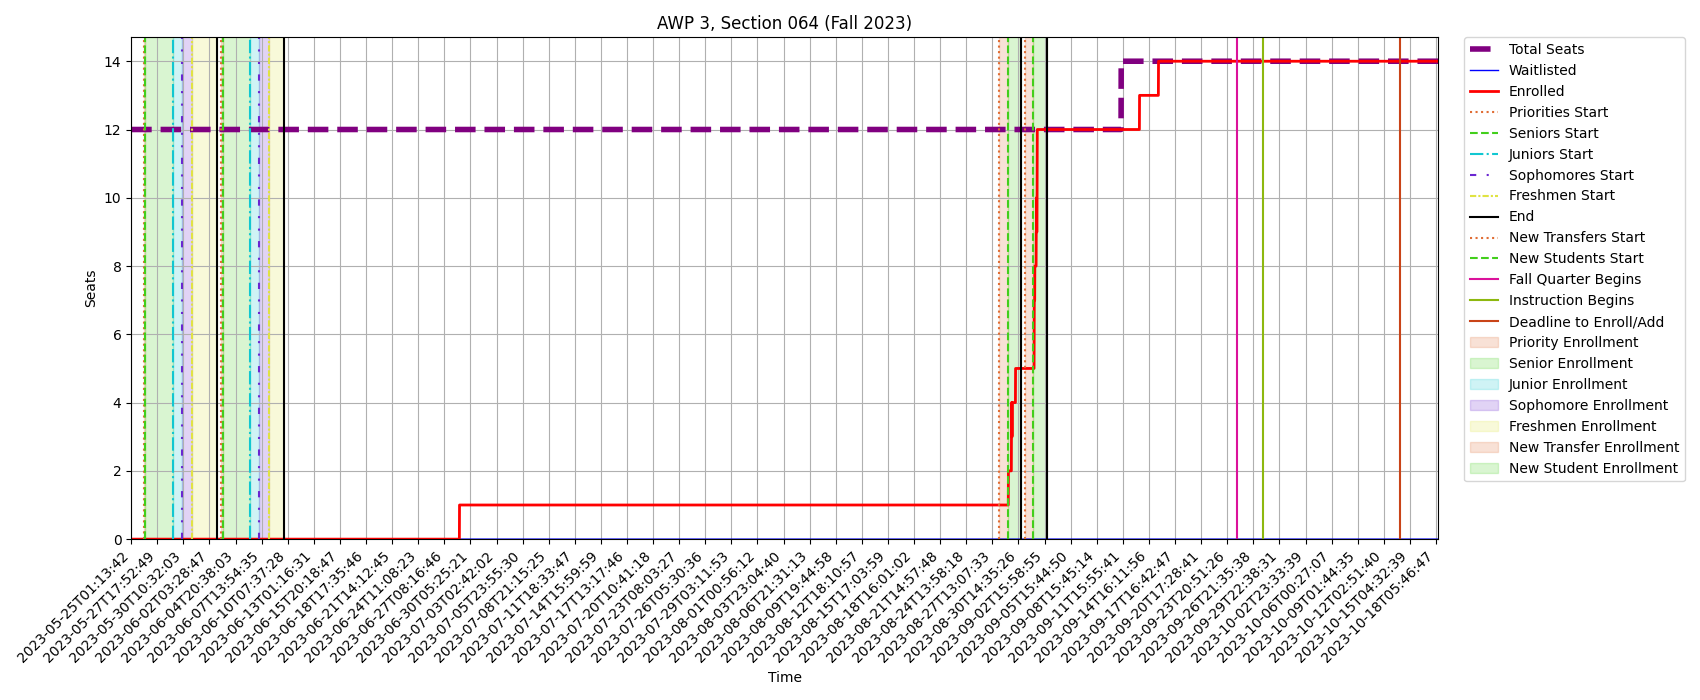 AWP 3, Section 064 (Fall 2023)
Seats
14
12
10
8
6
4
2
0
2023-05-25T01:13:42
2023-05-27T17:52:49
2023-05-30T10:32:03
2023-06-02T03:28:47
2023-06-04T20:38:03
2023-06-07T13:54:35
2023-06-10T07:37:28
2023-06-13T01:16:31
2023-06-15T20:18:47
2023-06-18T17:35:46
2023-06-21T14:12:45
2023-06-24T11:08:23
2023-06-27T08:16:46
2023-06-30T05:25:21
2023-07-03T02:42:02
2023-07-05T23:55:30
2023-07-08T21:15:25
2023-07-11T18:33:47
2023-07-14T15:59:59
2023-07-17T13:17:46
2023-07-20T10:41:18
2023-07-23T08:03:27
2023-07-26T05:30:36
2023-07-29T03:11:53
2023-08-01T00:56:12
2023-08-03T23:04:40
2023-08-06T21:31:13
2023-08-09T19:44:58
2023-08-12T18:10:57
2023-08-15T17:03:59
2023-08-18T16:01:02
2023-08-21T14:57:48
2023-08-24T13:58:18
2023-08-27T13:07:33
2023-08-30T14:35:26
2023-09-02T15:58:55
2023-09-05T15:44:50
2023-09-08T15:45:14
2023-09-11T15:55:41
2023-09-14T16:11:56
2023-09-17T16:42:47
2023-09-20T17:28:41
2023-09-23T20:51:26
2023-09-26T21:35:38
2023-09-29T22:38:31
2023-10-02T23:33:39
2023-10-06T00:27:07
2023-10-09T01:44:35
2023-10-12T02:51:40
2023-10-15T04:32:39
2023-10-18T05:46:47
Time
Total Seats
Waitlisted
Enrolled
Priorities Start
Seniors Start
Juniors Start
Sophomores Start
Freshmen Start
End
New Transfers Start
New Students Start
Fall Quarter Begins
Instruction Begins
Deadline to Enroll/Add
Priority Enrollment
Senior Enrollment
Junior Enrollment
Sophomore Enrollment
Freshmen Enrollment
New Transfer Enrollment
New Student Enrollment